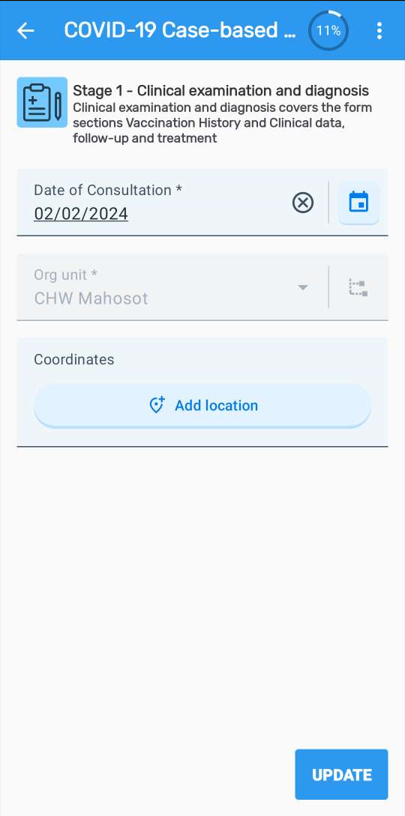 COVID-19 Case-based ...
11%
Stage 1 - Clinical examination and diagnosis
Clinical examination and diagnosis covers the form
sections Vaccination History and Clinical data,
follow-up and treatment
Date of Consultation *
02/02/2024
Org unit *
CHW Mahosot
Coordinates
Add location
UPDATE